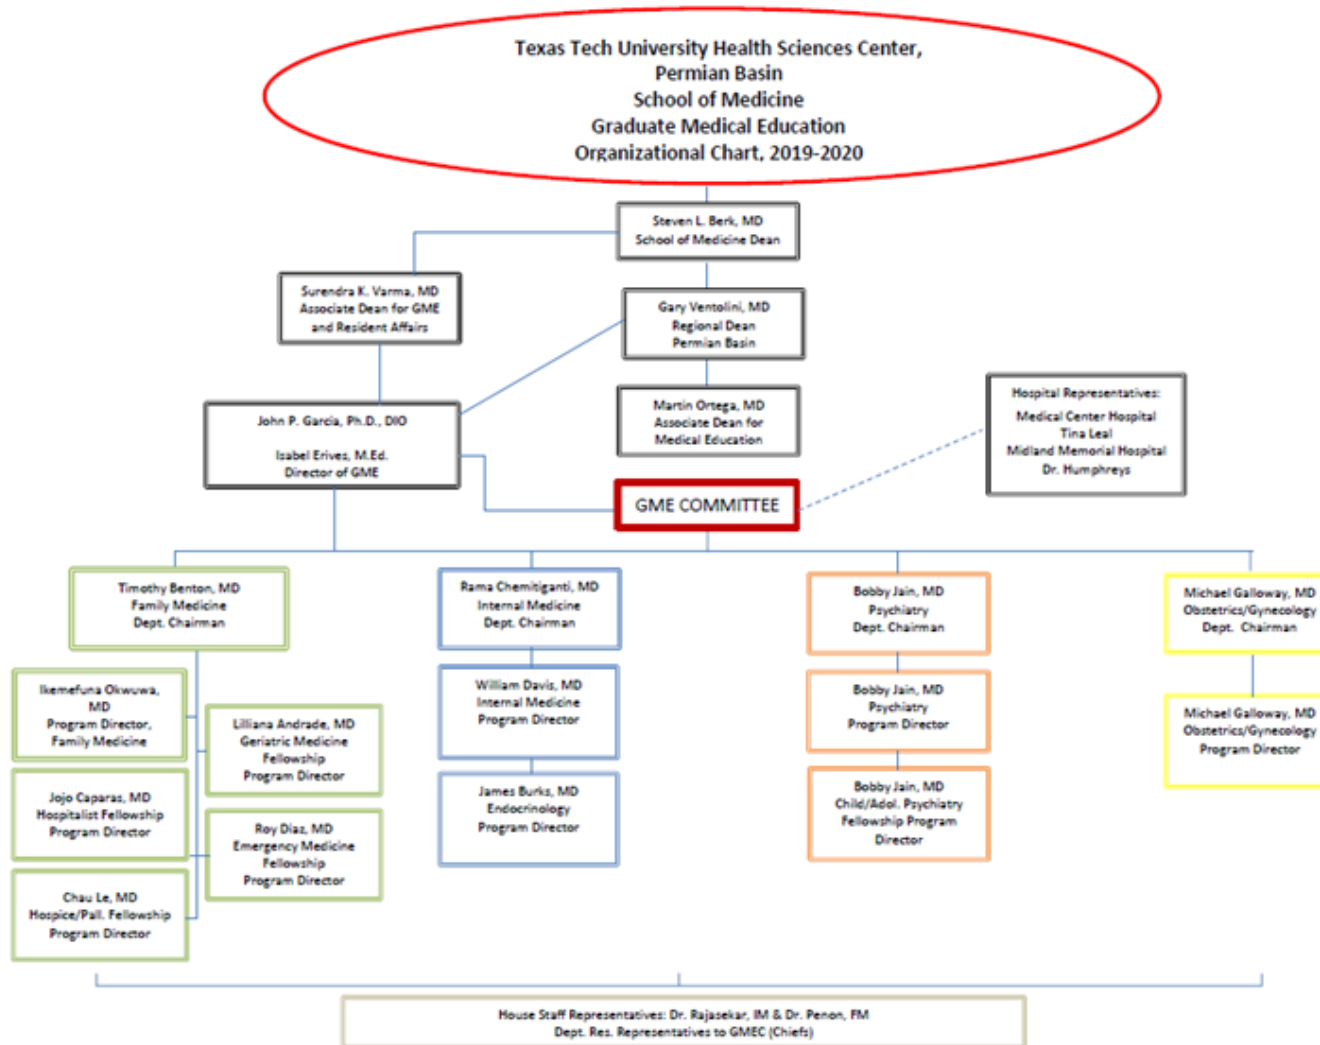 Texas Tech University Health Sciences Center,
Permian Basin
School of Medicine
Graduate Medical Education
Organizational Chart, 2019-2020
Steven L. Berk, MD
School of Medicine Dean
Surendra K. Varma, MD
Associate Dean for GME
and Resident Affairs
Gary Ventolini, MD
Regional Dean
Permian Basin
John P. Garcia, Ph.D., DIO
Isabel Erives, M.Ed.
Director of GME
Martin Ortega, MD
Associate Dean for
Medical Education
Hospital Representatives:
Medical Center Hospital
Tina Leal
Midland Memorial Hospital
Dr. Humphreys
GME COMMITTEE
Timothy Benton, MD
Family Medicine
Dept. Chairman
Rama Chemitiganti, MD
Internal Medicine
Dept. Chairman
Bobby Jain, MD
Psychiatry
Dept. Chairman
Michael Galloway, MD
Obstetrics/Gynecology
Dept. Chairman
Ikemefuna Okwuwa,
MD
Program Director,
Family Medicine
Lilliana Andrade, MD
Geriatric Medicine
Fellowship
Program Director
Jojo Caparas, MD
Hospitalist Fellowship
Program Director
Roy Diaz, MD
Emergency Medicine
Fellowship
Program Director
Chau Le, MD
Hospice/Pall. Fellowship
Program Director
William Davis, MD
Internal Medicine
Program Director
James Burks, MD
Endocrinology
Program Director
Bobby Jain, MD
Psychiatry
Program Director
Bobby Jain, MD
Child/Adol. Psychiatry
Fellowship Program
Director
Michael Galloway, MD
Obstetrics/Gynecology
Program Director
House Staff Representatives: Dr. Rajasekar, IM & Dr. Penon, FM
Dept. Res. Representatives to GMEC (Chiefs)